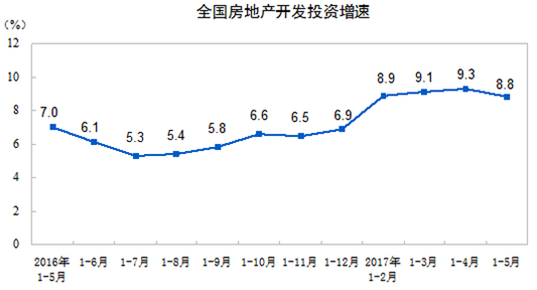 全国房地产开发投资增速
(%)
12
10
8
6
4
2
0
7.0
6.1
5.3
5.4
5.8
6.6
6.5
6.9
8.9
9.1
9.3
8.8
2016年
1-5月
1-6月
1-7月
1-8月
1-9月
1-10月
1-11月
1-12月
2017年
1-2月
1-3月
1-4月
1-5月